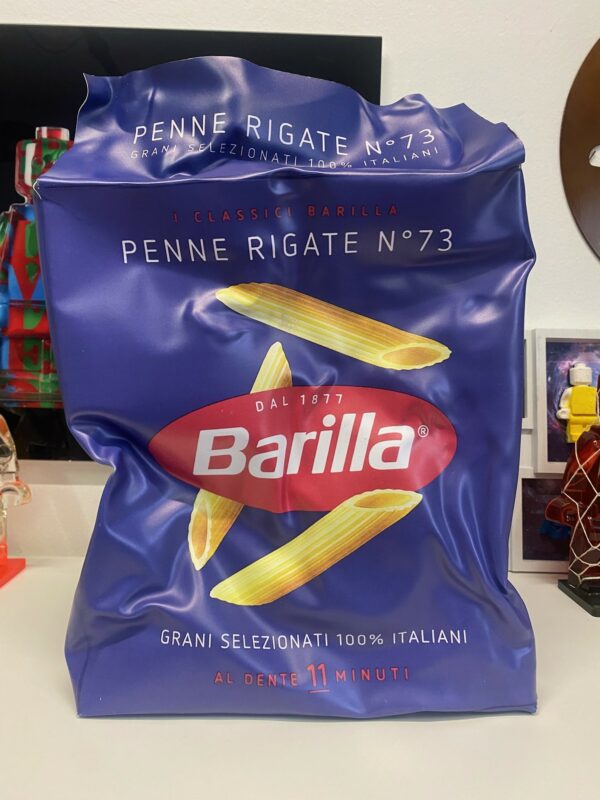 PENNE RIGATE N°73
GRANI SELEZIONATI 100% ITALIANI
I CLASSICI BARILLA
PENNE RIGATE N°73
DAL 1877
Barilla®
GRANI SELEZIONATI 100% ITALIANI
AL DENTE 11 MINUTI